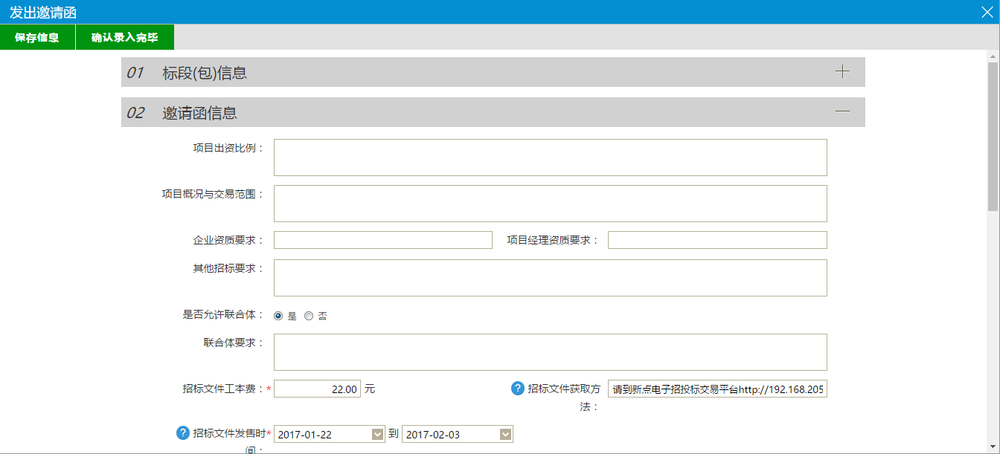 发出邀请函
保存信息 确认录入完毕
01 标段(包)信息
02 邀请函信息
项目出资比例：
项目概况与交易范围：
企业资质要求： 项目经理资质要求：
其他招标要求：
是否允许联合体： 是 否
联合体要求：
招标文件工本费：* 22.00 元 ? 招标文件获取方法： 请到新点电子招投标交易平台http://192.168.205
? 招标文件发售时间：* 2017-01-22 到 2017-02-03